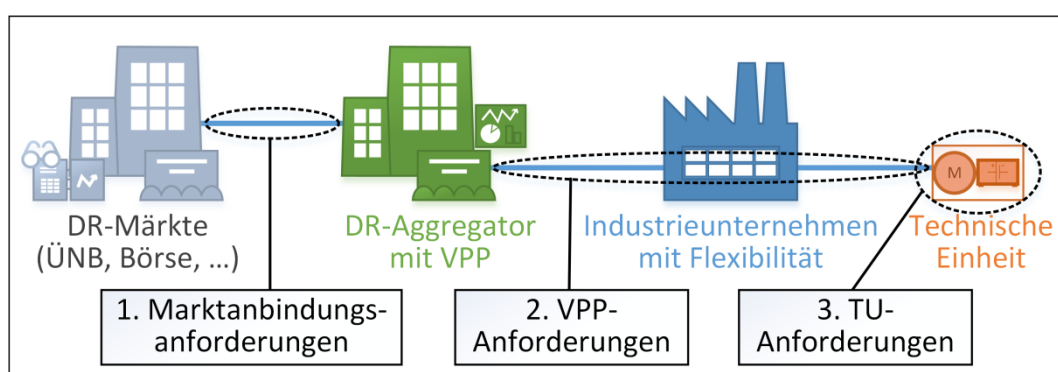 M
DR-Märkte
(ÜNB, Börse, ...)
DR-Aggregator
mit VPP
Industrieunternehmen
mit Flexibilität
Technische
Einheit
1. Marktanbindungs-
anforderungen
2. VPP-
Anforderungen
3. TU-
Anforderungen